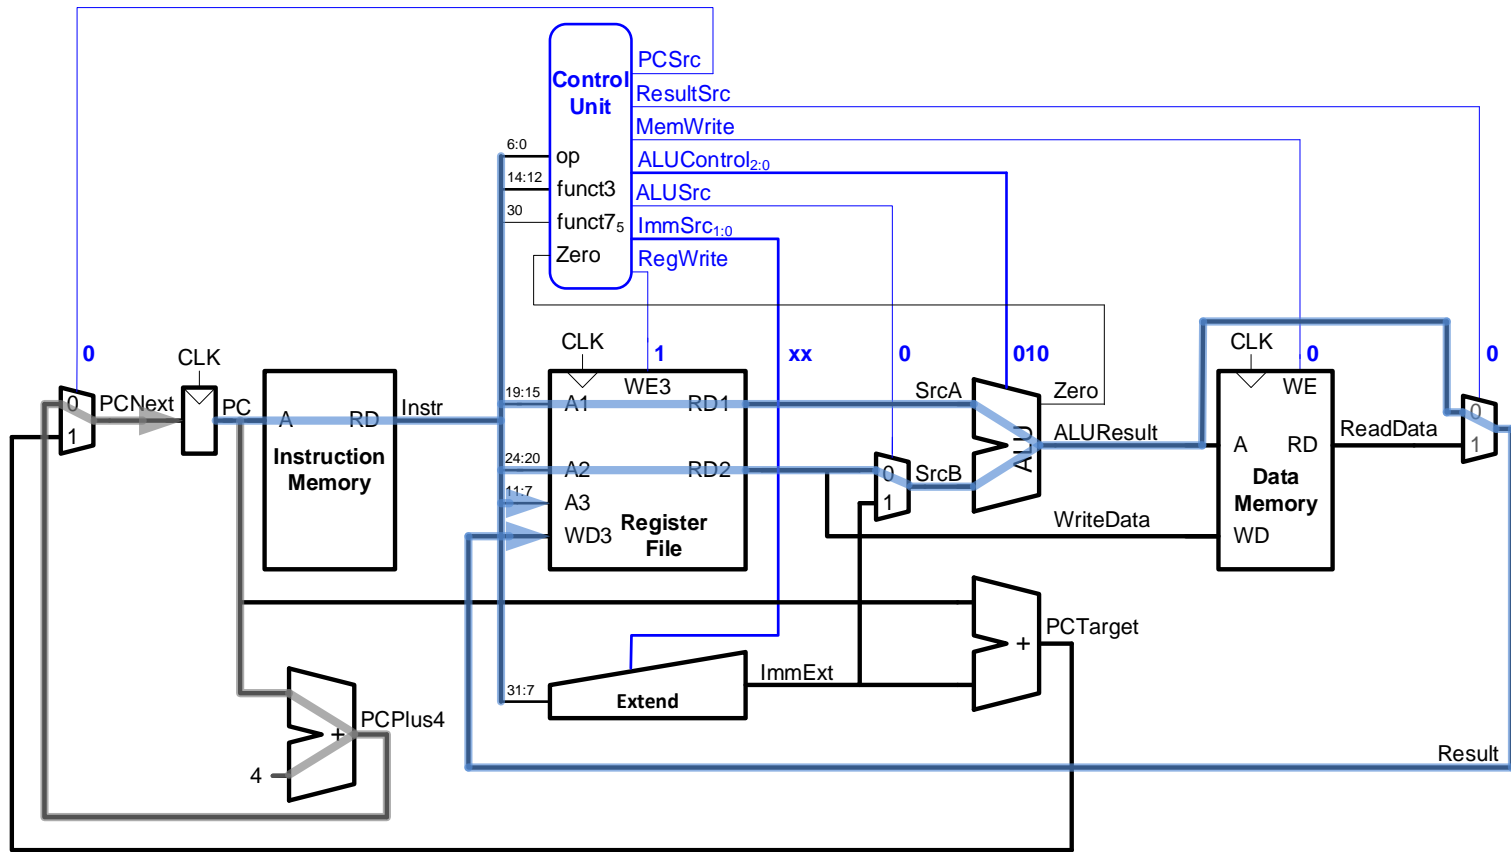 PCSrc
Control
Unit
ResultSrc
MemWrite
6:0
op
ALUControl2:0
14:12
funct3
ALUSrc
30
funct75
ImmSrc1:0
Zero
RegWrite
0
CLK
CLK
1
xx
0
010
CLK
0
0
WE3
WE
0
PCNext
PC
A
RD
Instr
19:15
A1
RD1
SrcA
Zero
0
1
ALU
ALUResult
A
RD
ReadData
1
Instruction
Memory
24:20
A2
RD2
0
SrcB
Data
Memory
11:7
A3
1
Register
File
WD3
WriteData
WD
PCTarget
+
ImmExt
31:7
Extend
PCPlus4
+
4
Result